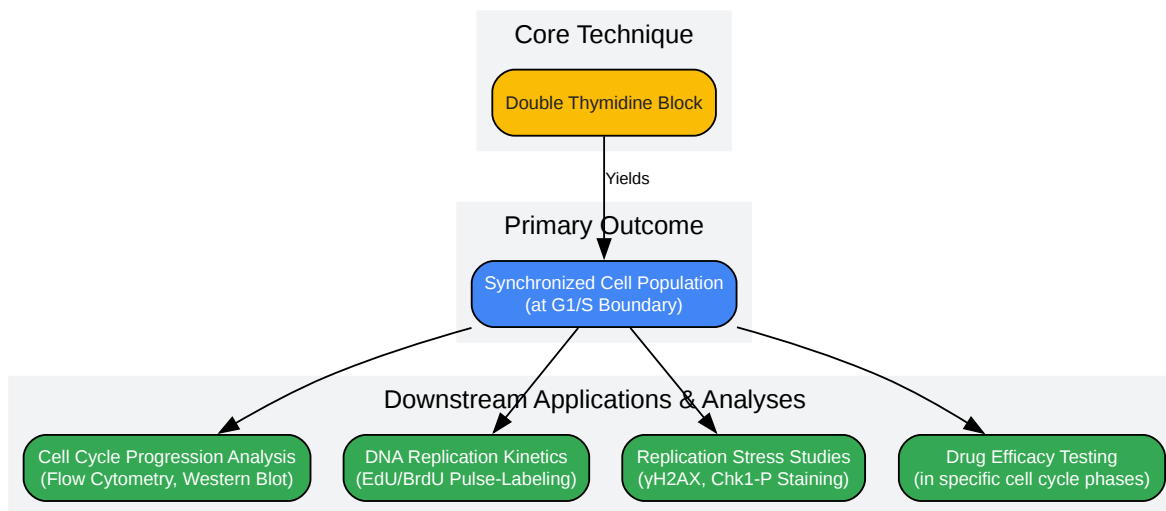 Core Technique
Double Thymidine Block
Yields
Primary Outcome
Synchronized Cell Population
(at G1/S Boundary)
Downstream Applications & Analyses
Cell Cycle Progression Analysis
(Flow Cytometry, Western Blot)
DNA Replication Kinetics
(EdU/BrdU Pulse-Labeling)
Replication Stress Studies
(γH2AX, Chk1-P Staining)
Drug Efficacy Testing
(in specific cell cycle phases)